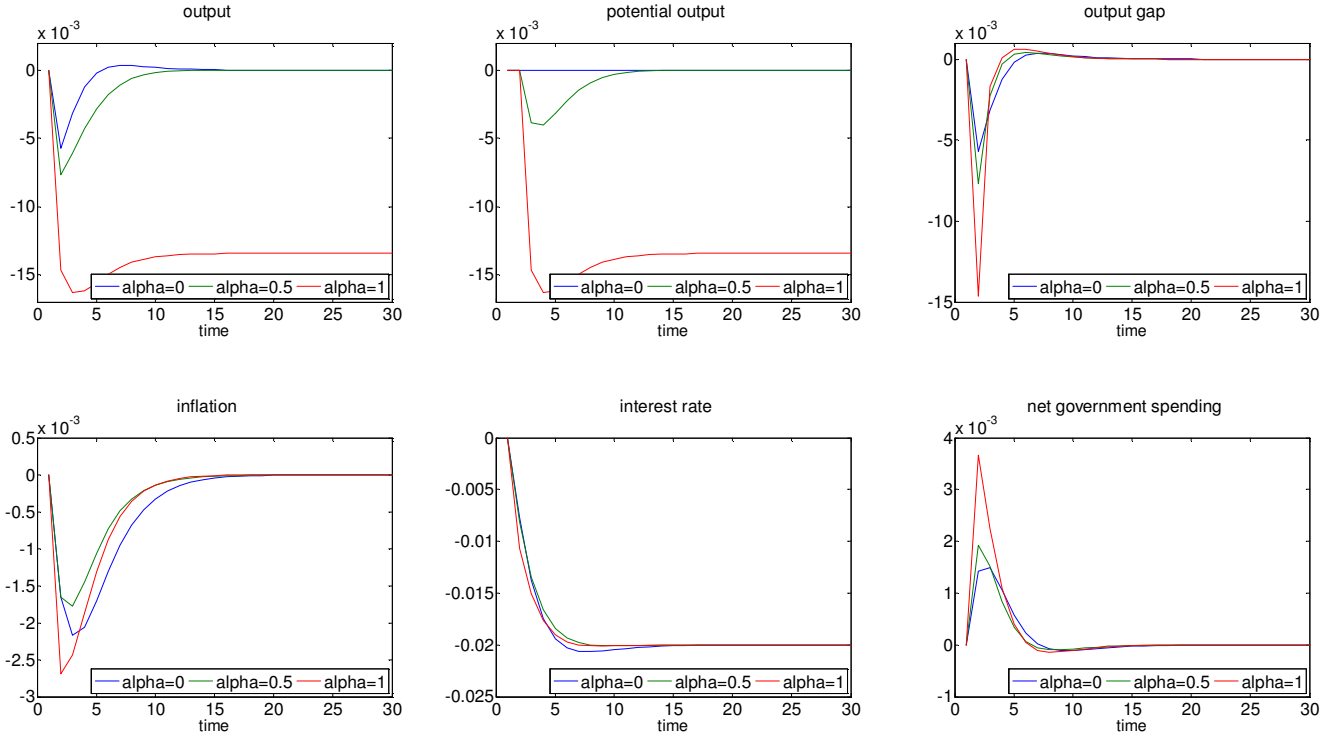 output
x 10-3
0
-5
-10
-15
0 5 10 15 20 25 30
alpha=0 alpha=0.5 alpha=1
time
potential output
x 10-3
0
-5
-10
-15
0 5 10 15 20 25 30
alpha=0 alpha=0.5 alpha=1
time
output gap
x 10-3
0
-5
-10
-15
0 5 10 15 20 25 30
alpha=0 alpha=0.5 alpha=1
time
inflation
x 10-3
0.5
0
-0.5
-1
-1.5
-2
-2.5
-3
0 5 10 15 20 25 30
alpha=0 alpha=0.5 alpha=1
time
interest rate
0
-0.005
-0.01
-0.015
-0.02
-0.025
0 5 10 15 20 25 30
alpha=0 alpha=0.5 alpha=1
time
net government spending
x 10-3
4
3
2
1
0
-1
0 5 10 15 20 25 30
alpha=0 alpha=0.5 alpha=1
time